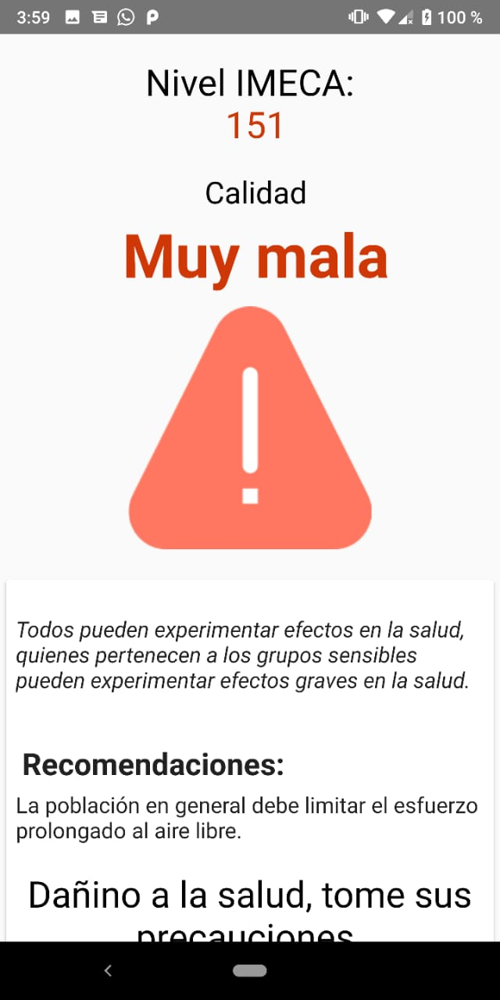 3:59
100 %
Nivel IMECA:
151
Calidad
Muy mala
Todos pueden experimentar efectos en la salud,
quienes pertenecen a los grupos sensibles
pueden experimentar efectos graves en la salud.
Recomendaciones:
La población en general debe limitar el esfuerzo
prolongado al aire libre.
Dañino a la salud, tome sus
precauciones